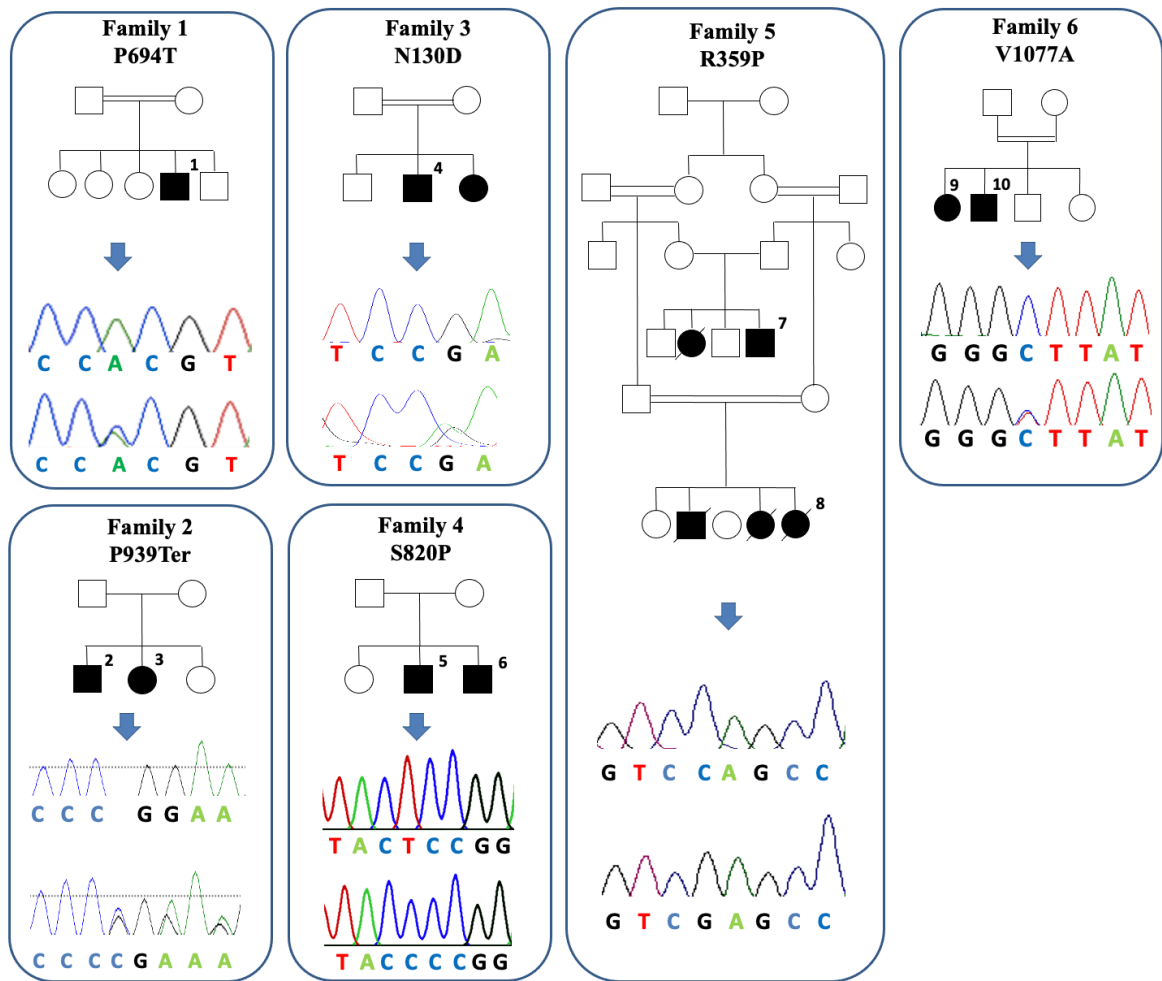 Family 1
P694T
1
C C A C G T
C C A C G T
Family 3
N130D
4
T C C G A
T C C G A
Family 5
R359P
7
8
G T C C A G C C
G T C G A G C C
Family 6
V1077A
9 10
G G G C T T A T
G G G C T T A T
Family 2
P939Ter
2 3
C C C G G A A
C C C C G A A A
Family 4
S820P
5 6
T A C T C C G G
T A C C C C G G